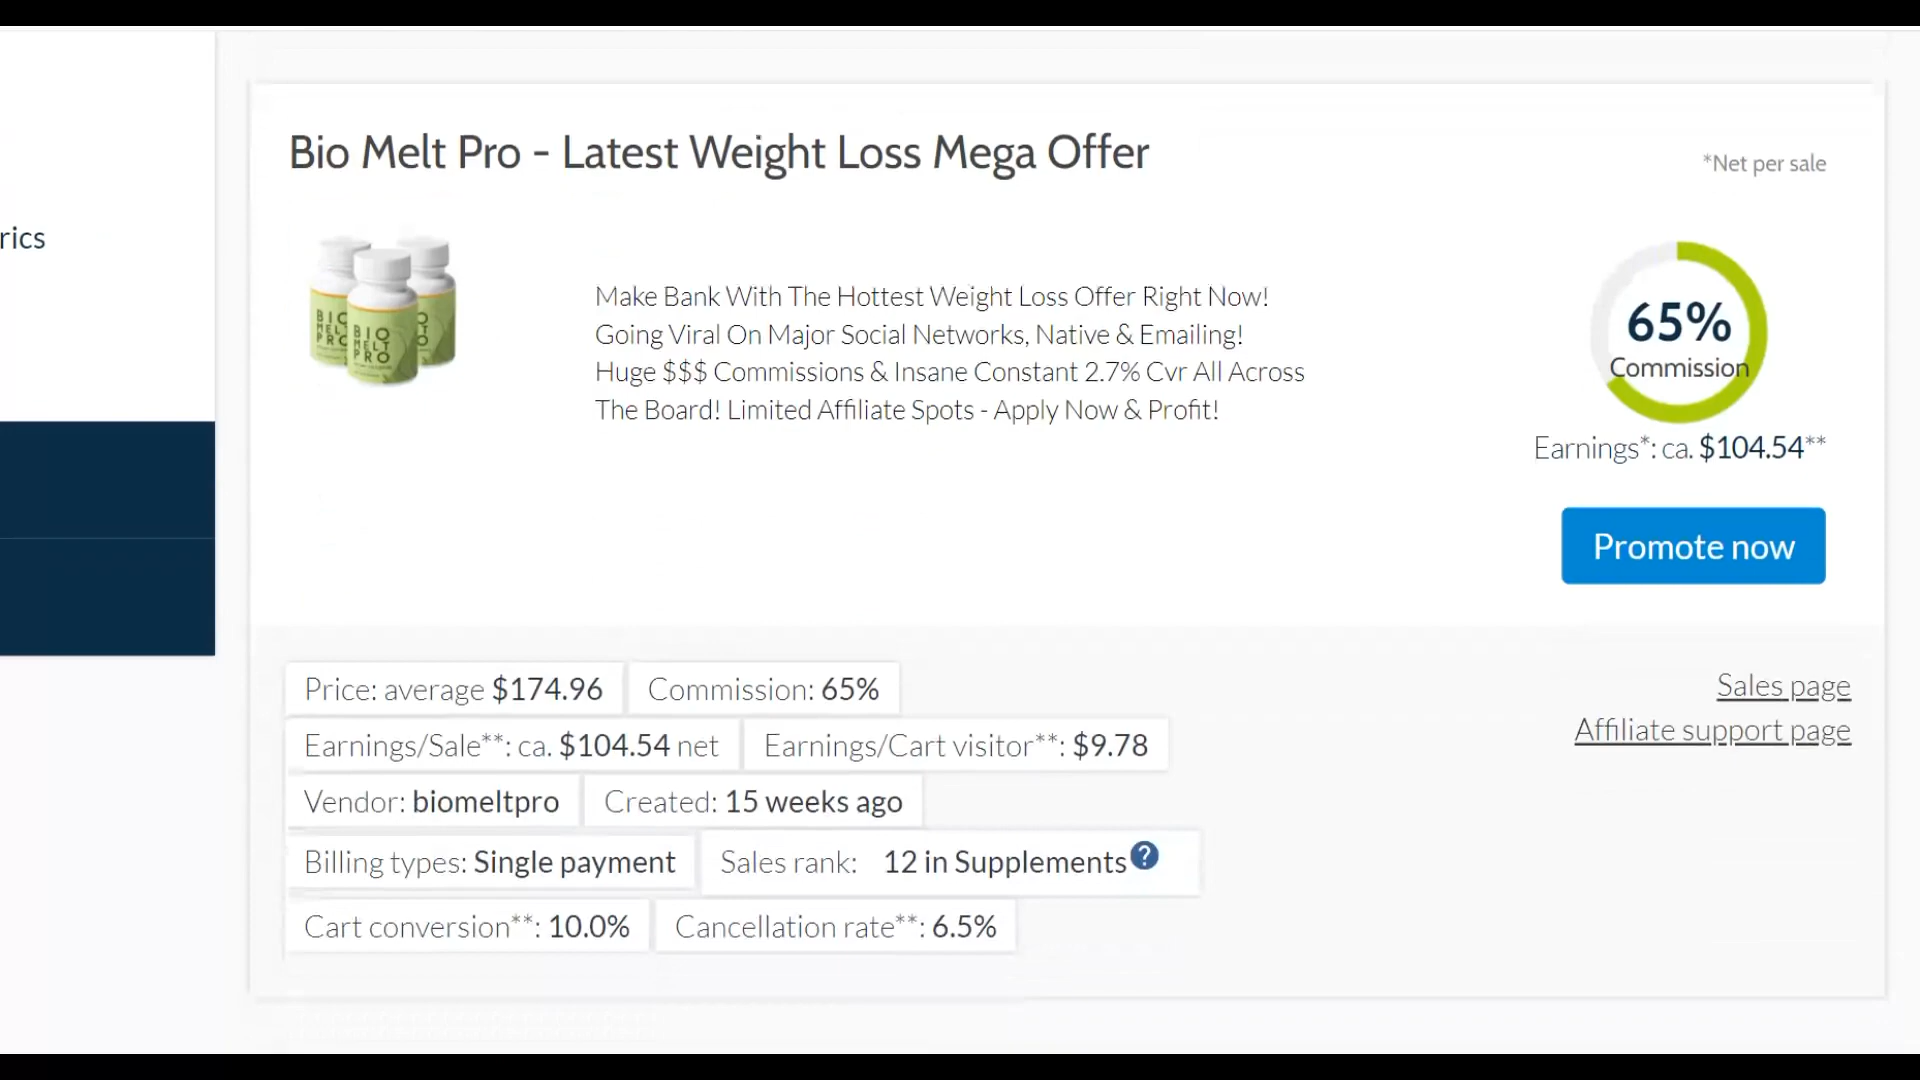 Bio Melt Pro - Latest Weight Loss Mega Offer
*Net per sale
rics
BIO
MELT
PRO
Make Bank With The Hottest Weight Loss Offer Right Now!
Going Viral On Major Social Networks, Native & Emailing!
Huge $$$ Commissions & Insane Constant 2.7% Cvr All Across
The Board! Limited Affiliate Spots - Apply Now & Profit!
65%
Commission
Earnings*: ca. $104.54**
Promote now
Price: average $174.96 Commission: 65%
Sales page
Earnings/Sale**: ca. $104.54 net Earnings/Cart visitor**: $9.78
Affiliate support page
Vendor: biomeltpro Created: 15 weeks ago
Billing types: Single payment Sales rank: 12 in Supplements ?
Cart conversion**: 10.0% Cancellation rate**: 6.5%